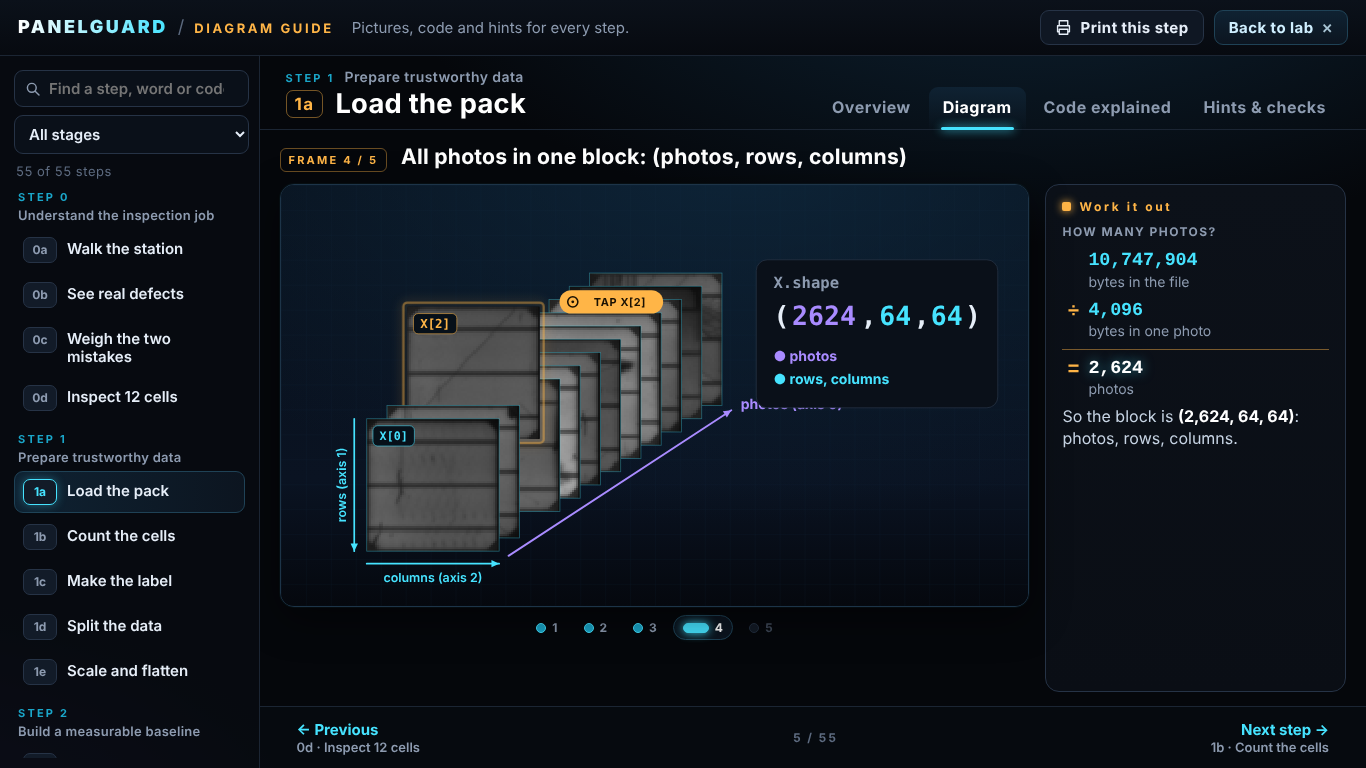 PANELGUARD / DIAGRAM GUIDE Pictures, code and hints for every step.
Print this step
Back to lab ×
Find a step, word or cod
All stages
55 of 55 steps
STEP 0
Understand the inspection job
0a Walk the station
0b See real defects
0c Weigh the two
mistakes
0d Inspect 12 cells
STEP 1
Prepare trustworthy data
1a Load the pack
1b Count the cells
1c Make the label
1d Split the data
1e Scale and flatten
STEP 2
Build a measurable baseline
STEP 1 Prepare trustworthy data
1a Load the pack
Overview
Diagram
Code explained
Hints & checks
FRAME 4 / 5 All photos in one block: (photos, rows, columns)
TAP X[2]
X[2]
X[0]
rows (axis 1)
columns (axis 2)
X.shape
(2624,64,64)
photos
rows, columns
1
2
3
4
5
Work it out
HOW MANY PHOTOS?
10,747,904
bytes in the file
÷ 4,096
bytes in one photo
= 2,624
photos
So the block is (2,624, 64, 64):
photos, rows, columns.
← Previous
0d · Inspect 12 cells
5 / 55
Next step →
1b · Count the cells